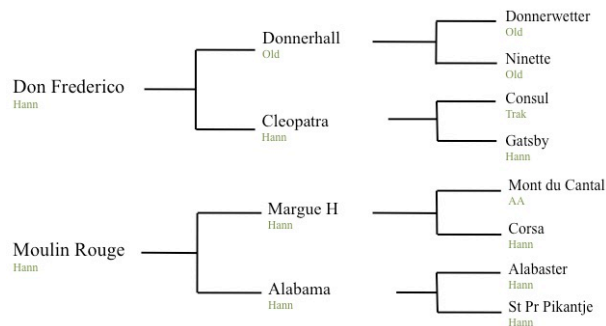 Don Frederico
Hann
Donnerhall
Old
Donnerwetter
Old
Ninette
Old
Cleopatra
Hann
Consul
Trak
Gatsby
Hann
Moulin Rouge
Hann
Margue H
Hann
Mont du Cantal
AA
Corsa
Hann
Alabama
Hann
Alabaster
Hann
St Pr Pikantje
Hann